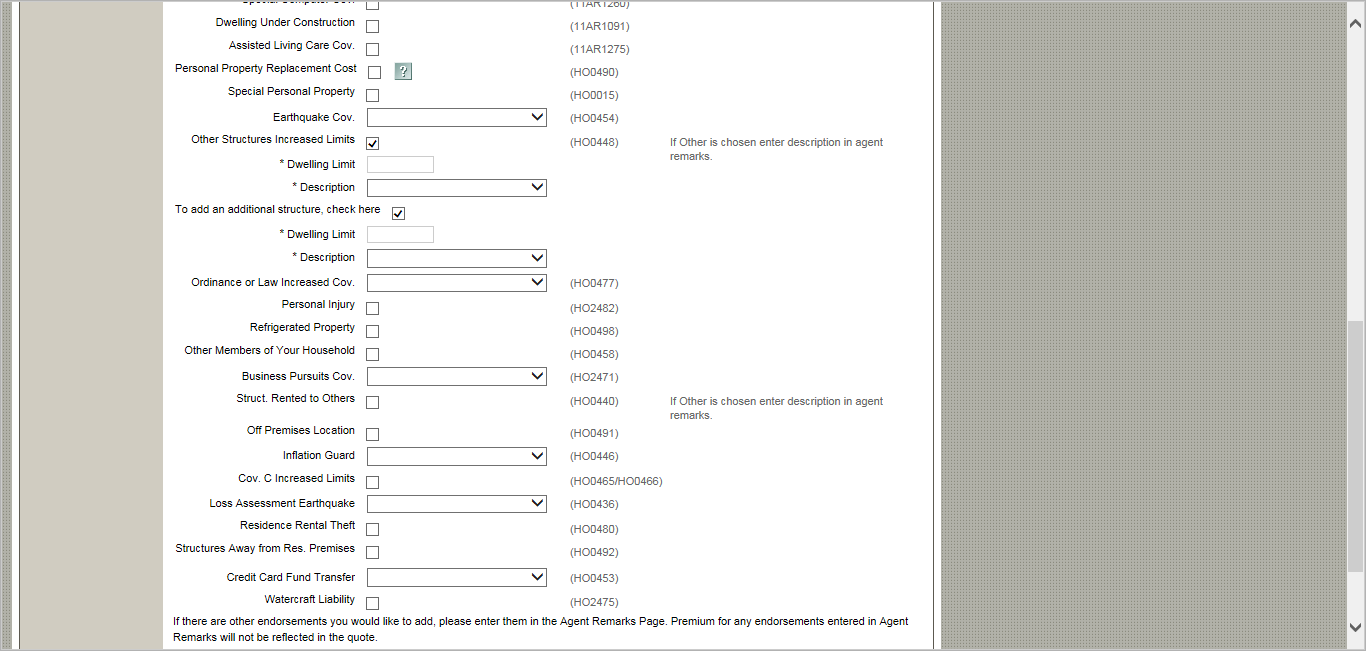 Special Computer Cov. (11AR1260)
Dwelling Under Construction (11AR1091)
Assisted Living Care Cov. (11AR1275)
Personal Property Replacement Cost ? (HO0490)
Special Personal Property (HO0015)
Earthquake Cov. (HO0454)
Other Structures Increased Limits (HO0448) If Other is chosen enter description in agent
remarks.
* Dwelling Limit
* Description
To add an additional structure, check here
* Dwelling Limit
* Description
Ordinance or Law Increased Cov. (HO0477)
Personal Injury (HO2482)
Refrigerated Property (HO0498)
Other Members of Your Household (HO0458)
Business Pursuits Cov. (HO2471)
Struct. Rented to Others (HO0440) If Other is chosen enter description in agent
remarks.
Off Premises Location (HO0491)
Inflation Guard (HO0446)
Cov. C Increased Limits (HO0465/HO0466)
Loss Assessment Earthquake (HO0436)
Residence Rental Theft (HO0480)
Structures Away from Res. Premises (HO0492)
Credit Card Fund Transfer (HO0453)
Watercraft Liability (HO2475)
If there are other endorsements you would like to add, please enter them in the Agent Remarks Page. Premium for any endorsements entered in Agent
Remarks will not be reflected in the quote.